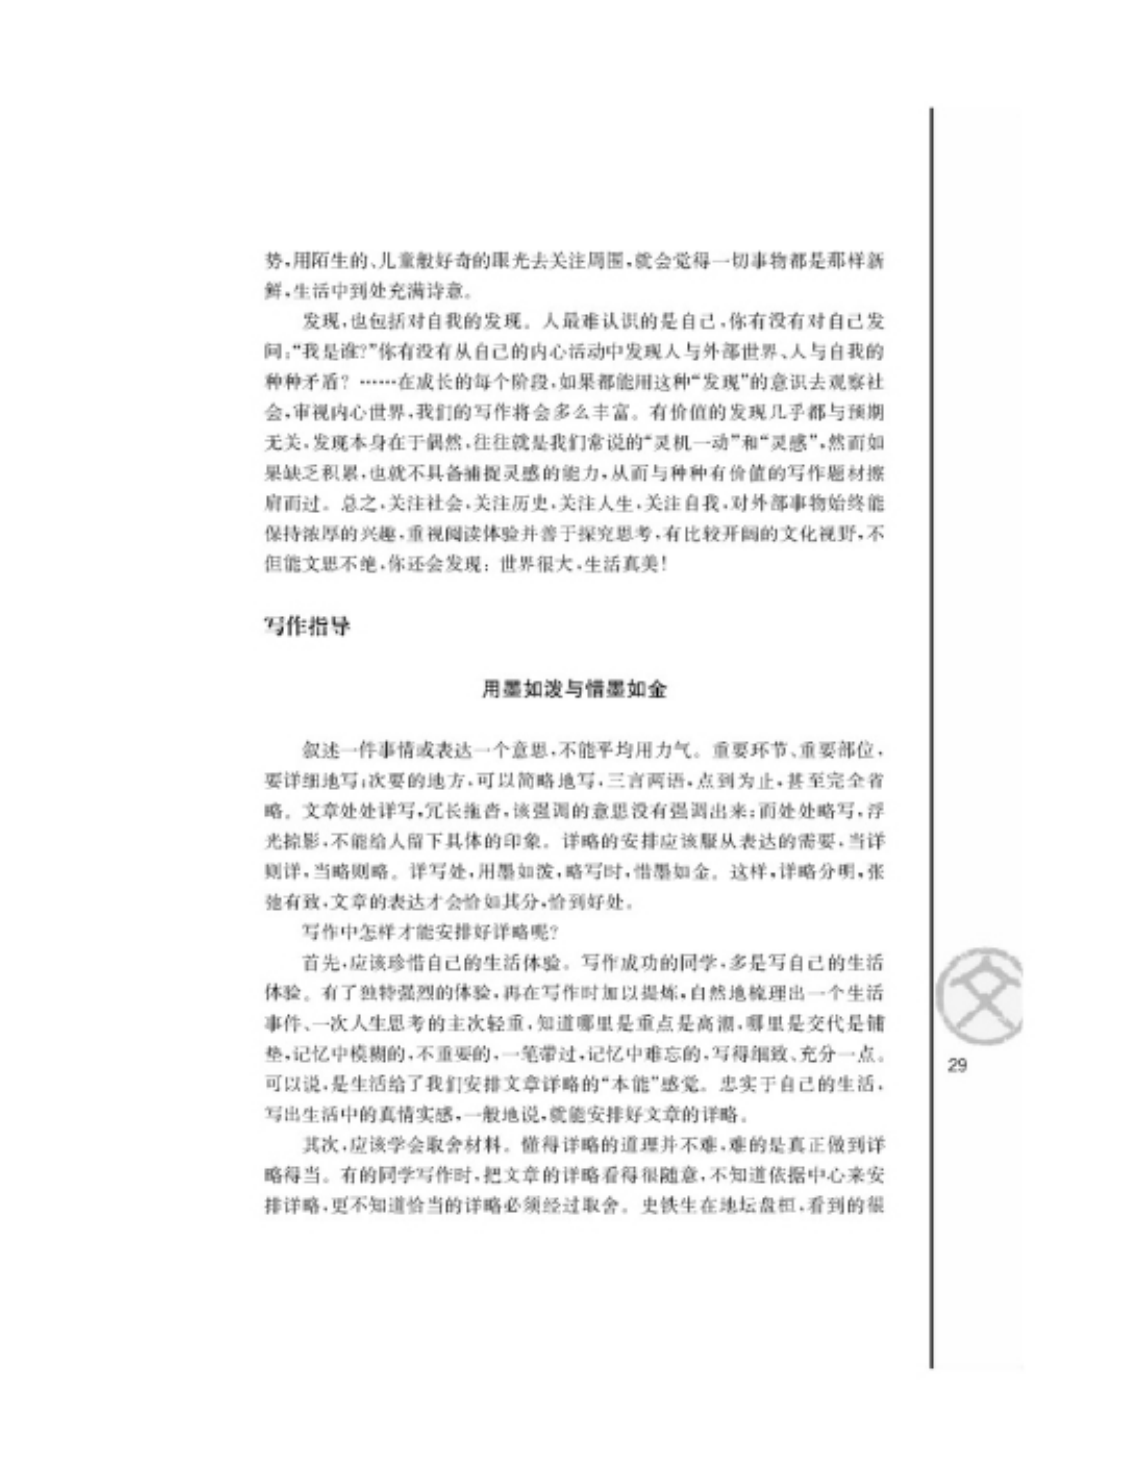 势,用陌生的、儿童般好奇的眼光去关注周围,就会觉得一切事物都是那样新
鲜,生活中到处充满诗意。
发现,也包括对自我的发现。人最难认识的是自己,你有没有对自己发
问:“我是谁?”你有没有从自己的内心活动中发现人与外部世界、人与自我的
种种矛盾?……在成长的每个阶段,如果都能用这种“发现”的意识去观察社
会,审视内心世界,我们的写作将会多么丰富。有价值的发现几乎都与预期
无关,发现本身在于偶然,往往就是我们常说的“灵机一动”和“灵感”,然而如
果缺乏积累,也就不具备捕捉灵感的能力,从而与种种有价值的写作题材擦
肩而过。总之,关注社会,关注历史,关注人生,关注自我,对外部事物始终能
保持浓厚的兴趣,重视阅读体验并善于探究思考,有比较开阔的文化视野,不
但能文思不绝,你还会发现:世界很大,生活真美!
写作指导
用墨如泼与惜墨如金
叙述一件事情或表达一个意思,不能平均用力气。重要环节、重要部位,
要详细地写;次要的地方,可以简略地写,三言两语,点到为止,甚至完全省
略。文章处处详写,冗长拖沓,该强调的意思没有强调出来;而处处略写,浮
光掠影,不能给人留下具体的印象。详略的安排应该服从表达的需要,当详
则详,当略则略。详写处,用墨如泼,略写时,惜墨如金。这样,详略分明,张
弛有致,文章的表达才会恰如其分,恰到好处。
写作中怎样才能安排好详略呢?
首先,应该珍惜自己的生活体验。写作成功的同学,多是写自己的生活
体验。有了独特强烈的体验,再在写作时加以提炼,自然地梳理出一个生活
事件、一次人生思考的主次轻重,知道哪里是重点是高潮,哪里是交代是铺
垫,记忆中模糊的,不重要的,一笔带过,记忆中难忘的,写得细致、充分一点。
可以说,是生活给了我们安排文章详略的“本能”感觉。忠实于自己的生活,
写出生活中的真情实感,一般地说,就能安排好文章的详略。
其次,应该学会取舍材料。懂得详略的道理并不难,难的是真正做到详
略得当。有的同学写作时,把文章的详略看得很随意,不知道依据中心来安
排详略,更不知道恰当的详略必须经过取舍。史铁生在地坛盘桓,看到的很
文
29